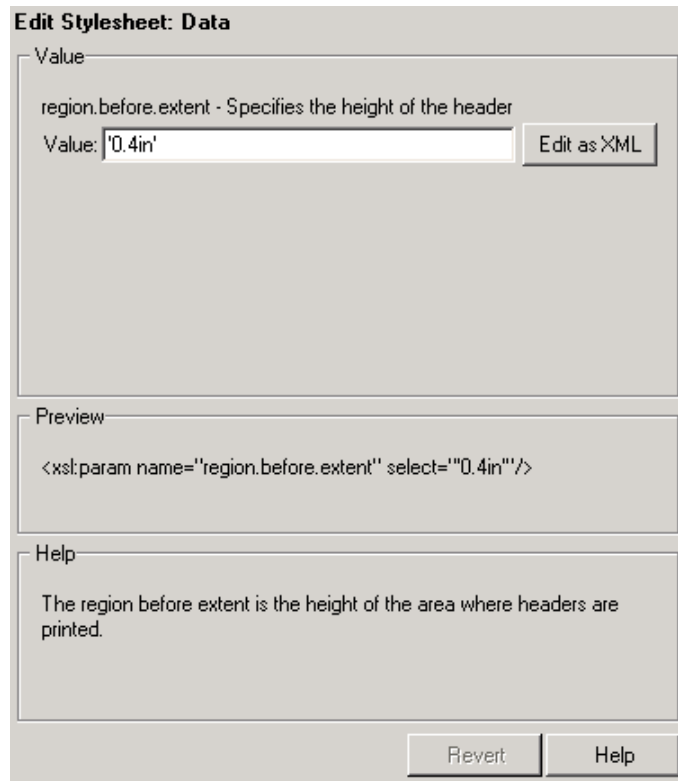 Edit Stylesheet: Data
Value
region.before.extent - Specifies the height of the header
Value: '0.4in' Edit as XML
Preview
<xsl:param name="region.before.extent" select="'0.4in'"/>
Help
The region before extent is the height of the area where headers are
printed.
Revert Help